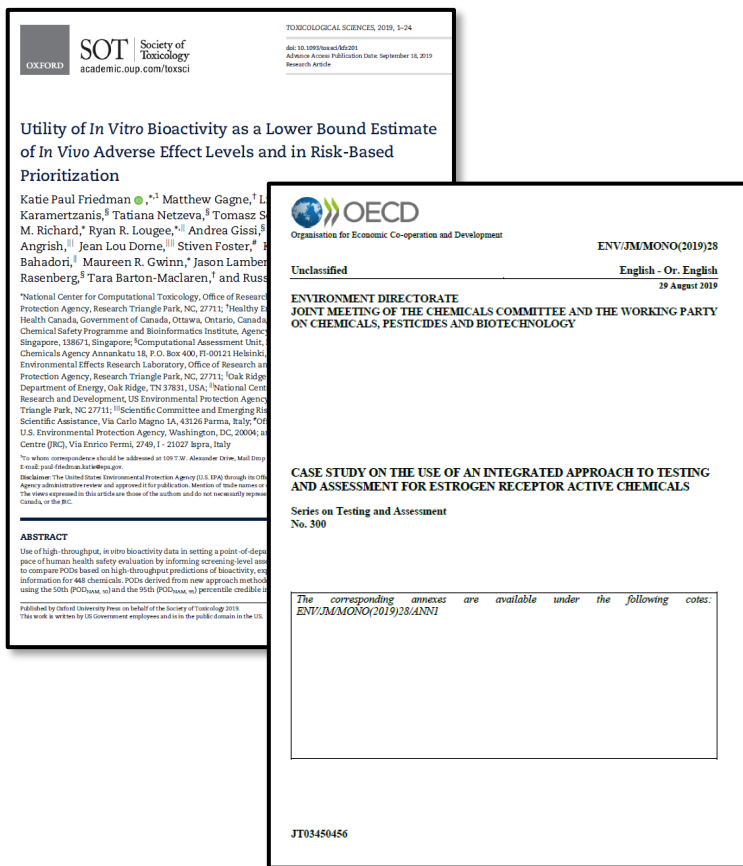 OXFORD
SOT Society of
Toxicology
academic.oup.com/toxsci
TOXICOLOGICAL SCIENCES, 2019, 1–24
doi: 10.1093/toxsci/kfz201
Advance Access Publication Date: September 18, 2019
Research Article
Utility of In Vitro Bioactivity as a Lower Bound Estimate
of In Vivo Adverse Effect Levels and in Risk-Based
Prioritization
Katie Paul Friedman ,*,1 Matthew Gagne,† L
Karamertzanis,§ Tatiana Netzeva,§ Tomasz S
M. Richard,* Ryan R. Lougee,*,|| Andrea Gissi,§
Angrish,||| Jean Lou Dorne,|||| Stiven Foster,#
Bahadori,|| Maureen R. Gwinn,* Jason Lamber
Rasenberg,§ Tara Barton-Maclaren,† and Russ
*National Center for Computational Toxicology, Office of Research
Protection Agency, Research Triangle Park, NC, 27711; †Healthy E
Health Canada, Government of Canada, Ottawa, Ontario, Canada,
Chemical Safety Programme and Bioinformatics Institute, Agency
Singapore, 138671, Singapore; §Computational Assessment Unit,
Chemicals Agency Annankatu 18, P.O. Box 400, FI-00121 Helsinki,
Environmental Effects Research Laboratory, Office of Research an
Protection Agency, Research Triangle Park, NC, 27711; ||Oak Ridge
Department of Energy, Oak Ridge, TN 37831, USA; |||National Cent
Research and Development, US Environmental Protection Agency
Triangle Park, NC 27711; ||||Scientific Committee and Emerging Ris
Scientific Assistance, Via Carlo Magno 1A, 43126 Parma, Italy; #Of
U.S. Environmental Protection Agency, Washington, DC, 20004; a
Centre (JRC), Via Enrico Fermi, 2749, I - 21027 Ispra, Italy
1To whom correspondence should be addressed at 109 T.W. Alexander Drive, Mail Drop
E-mail: paul-friedman.katie@epa.gov.
Disclaimer: The United States Environmental Protection Agency (U.S. EPA) through its Offi
Agency administrative review and approved it for publication. Mention of trade names or
The views expressed in this article are those of the authors and do not necessarily represe
Canada, or the JRC.
ABSTRACT
Use of high-throughput, in vitro bioactivity data in setting a point-of-depa
pace of human health safety evaluation by informing screening-level ass
to compare PODs based on high-throughput predictions of bioactivity, exp
information for 448 chemicals. PODs derived from new approach method
using the 50th (PODNAM, 50) and the 95th (PODNAM, 95) percentile credible i
Published by Oxford University Press on behalf of the Society of Toxicology 2019.
This work is written by US Government employees and is in the public domain in the US.
OECD
Organisation for Economic Co-operation and Development
ENV/JM/MONO(2019)28
Unclassified English - Or. English
29 August 2019
ENVIRONMENT DIRECTORATE
JOINT MEETING OF THE CHEMICALS COMMITTEE AND THE WORKING PARTY
ON CHEMICALS, PESTICIDES AND BIOTECHNOLOGY
CASE STUDY ON THE USE OF AN INTEGRATED APPROACH TO TESTING
AND ASSESSMENT FOR ESTROGEN RECEPTOR ACTIVE CHEMICALS
Series on Testing and Assessment
No. 300
The corresponding annexes are available under the following cotes:
ENV/JM/MONO(2019)28/ANN1
JT03450456